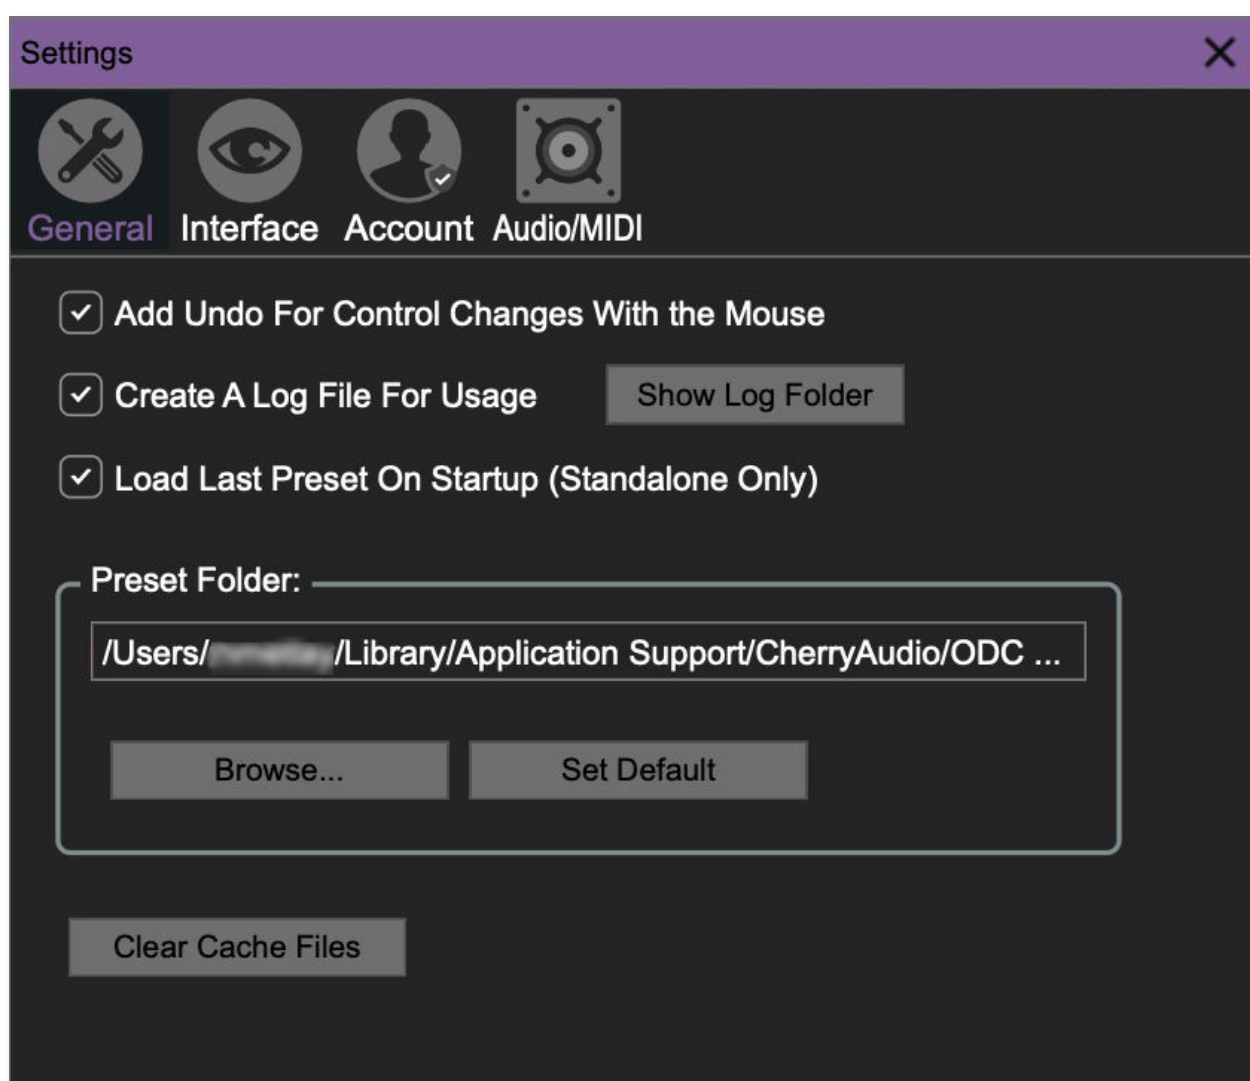 Settings
General Interface Account Audio/MIDI
Add Undo For Control Changes With the Mouse
Create A Log File For Usage Show Log Folder
Load Last Preset On Startup (Standalone Only)
Preset Folder:
/Users/ /Library/Application Support/CherryAudio/ODC ...
Browse... Set Default
Clear Cache Files